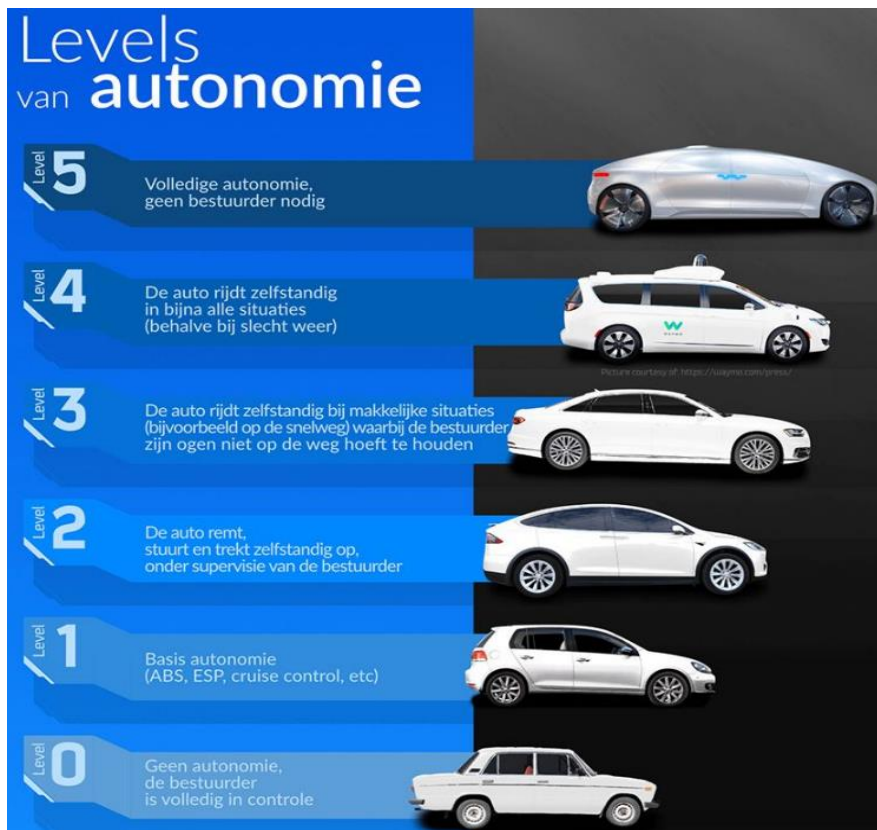 Levels
van autonomie
Level 5
Volledige autonomie,
geen bestuurder nodig
Level 4
De auto rijdt zelfstandig
in bijna alle situaties
(behalve bij slecht weer)
W
WAYMO
Picture courtesy of: https://waymo.com/press/
Level 3
De auto rijdt zelfstandig bij makkelijke situaties
(bijvoorbeeld op de snelweg) waarbij de bestuurder
zijn ogen niet op de weg hoeft te houden
Level 2
De auto remt,
stuurt en trekt zelfstandig op,
onder supervisie van de bestuurder
Level 1
Basis autonomie
(ABS, ESP, cruise control, etc)
Level 0
Geen autonomie,
de bestuurder
is volledig in controle